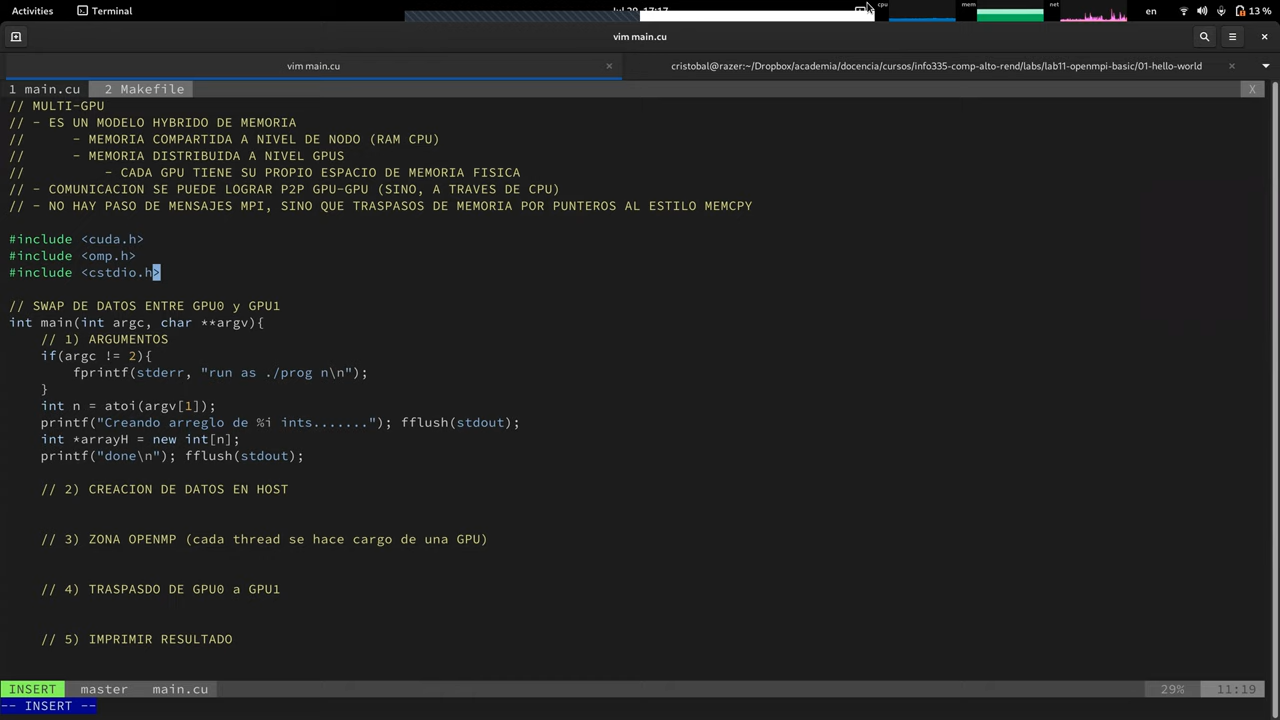 Activities Terminal cpu mem net en 13 %
vim main.cu
vim main.cu × cristobal@razer:~/Dropbox/academia/docencia/cursos/info335-comp-alto-rend/labs/lab11-openmpi-basic/01-hello-world ×
1 main.cu 2 Makefile X
// MULTI-GPU
// - ES UN MODELO HYBRIDO DE MEMORIA
// - MEMORIA COMPARTIDA A NIVEL DE NODO (RAM CPU)
// - MEMORIA DISTRIBUIDA A NIVEL GPUS
// - CADA GPU TIENE SU PROPIO ESPACIO DE MEMORIA FISICA
// - COMUNICACION SE PUEDE LOGRAR P2P GPU-GPU (SINO, A TRAVES DE CPU)
// - NO HAY PASO DE MENSAJES MPI, SINO QUE TRASPASOS DE MEMORIA POR PUNTEROS AL ESTILO MEMCPY
#include <cuda.h>
#include <omp.h>
#include <cstdio.h>
// SWAP DE DATOS ENTRE GPU0 y GPU1
int main(int argc, char **argv){
// 1) ARGUMENTOS
if(argc != 2){
fprintf(stderr, "run as ./prog n\n");
}
int n = atoi(argv[1]);
printf("Creando arreglo de %i ints......."); fflush(stdout);
int *arrayH = new int[n];
printf("done\n"); fflush(stdout);
// 2) CREACION DE DATOS EN HOST
// 3) ZONA OPENMP (cada thread se hace cargo de una GPU)
// 4) TRASPASDO DE GPU0 a GPU1
// 5) IMPRIMIR RESULTADO
INSERT master main.cu 29% 11:19
-- INSERT --